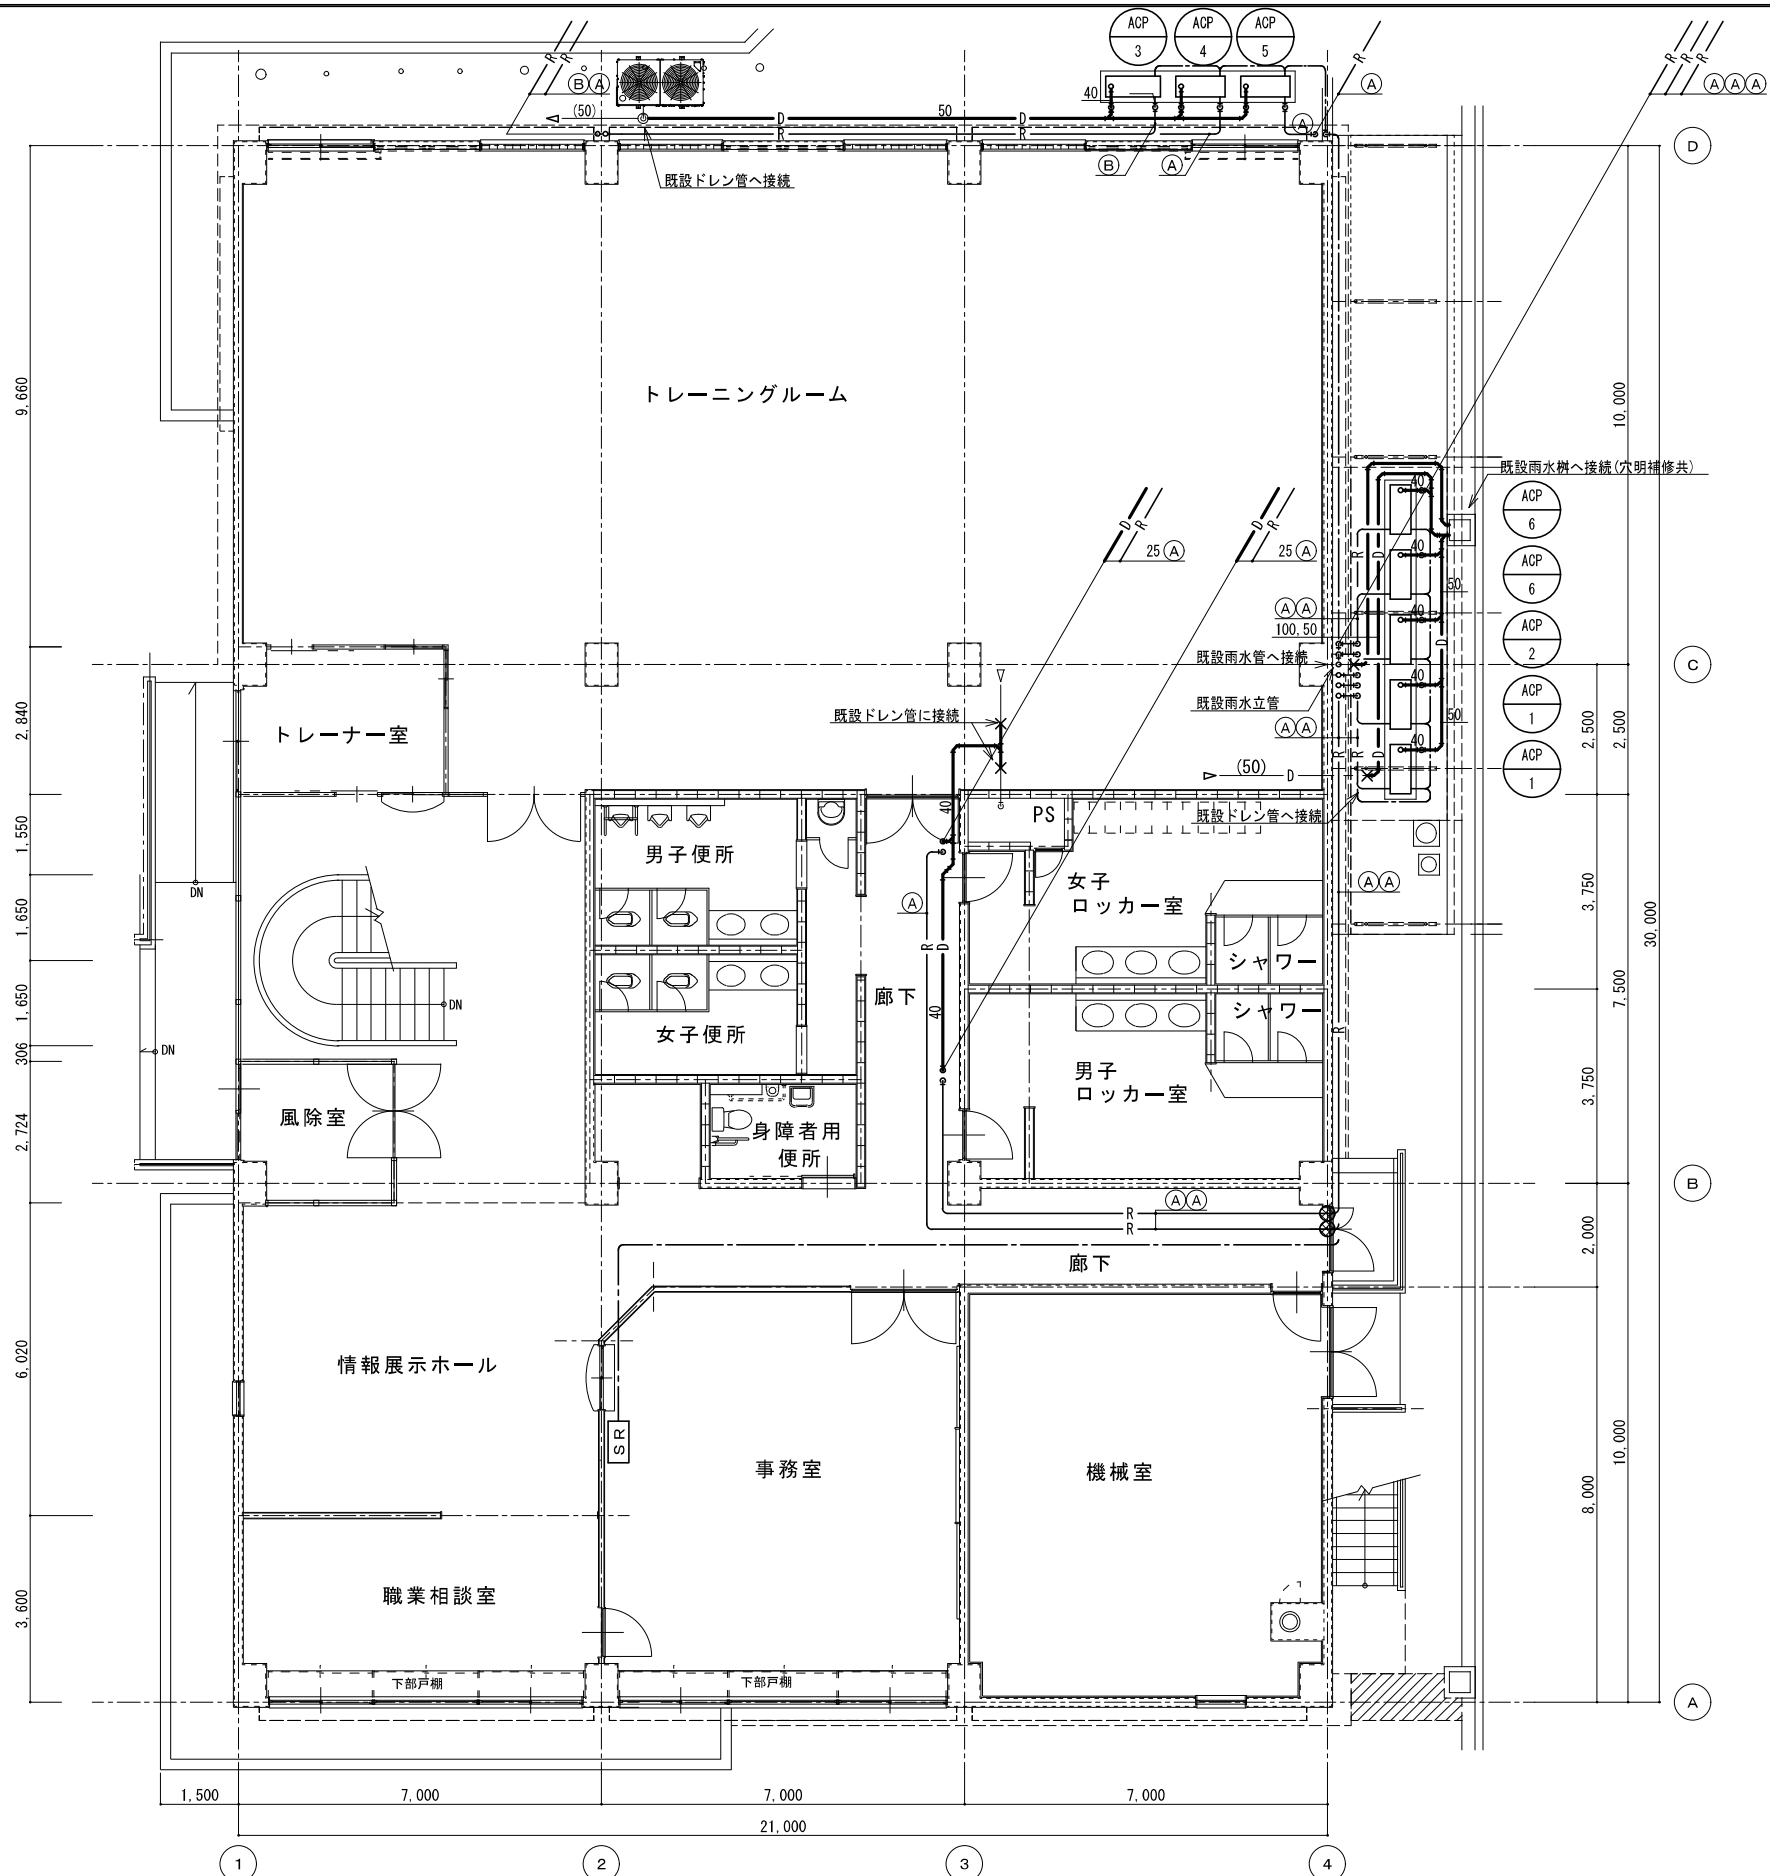 ACP
3
ACP
4
ACP
5
R
R
Ⓑ Ⓐ
R
Ⓐ
R
R
R
Ⓐ Ⓐ Ⓐ
(50)
D
50
D
40
R
R
Ⓐ
Ⓑ
Ⓐ
D
既設ドレン管へ接続
9,660
トレーニングルーム
10,000
既設雨水桝へ接続(穴明補修共)
40
ACP
6
D
R
25 Ⓐ
D
R
25 Ⓐ
R
D
40
ACP
6
50
Ⓐ Ⓐ
100,50
40
ACP
2
D
既設雨水管へ接続
C
既設雨水立管
40
ACP
1
50
既設ドレン管に接続
2,840
トレーナー室
Ⓐ Ⓐ
R
R
D
40
2,500
2,500
(50)
D
ACP
1
既設ドレン管へ接続
40
PS
1,550
男子便所
DN
女子
ロッカー室
Ⓐ
Ⓐ Ⓐ
3,750
1,650
30,000
R
D
シャワー
廊下
40
7,500
1,650
DN
女子便所
シャワー
R
306
DN
男子
ロッカー室
3,750
2,724
風除室
身障者用
便所
B
Ⓐ Ⓐ
R
R
2,000
廊下
6,020
情報展示ホール
SR
事務室
機械室
10,000
8,000
3,600
職業相談室
下部戸棚
下部戸棚
A
1,500
7,000
7,000
7,000
21,000
1
2
3
4